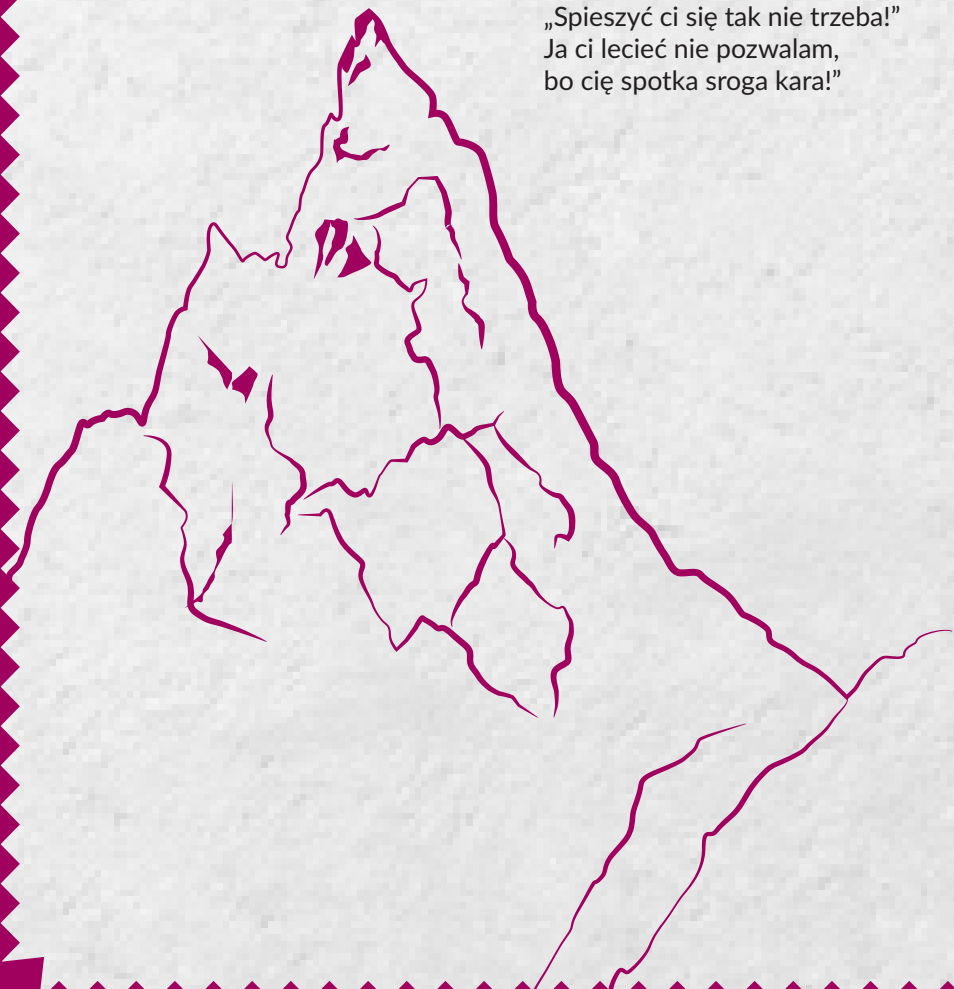 „Spieszyć ci się tak nie trzeba!”
Ja ci lecieć nie pozwalam,
bo cię spotka sroga kara!”